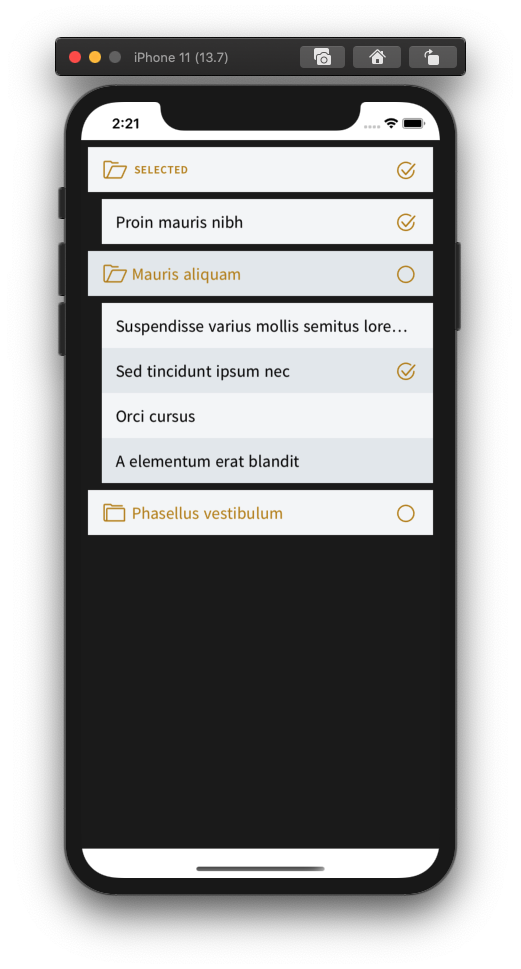 iPhone 11 (13.7)
2:21
SELECTED
Proin mauris nibh
Mauris aliquam
Suspendisse varius mollis semitus lore…
Sed tincidunt ipsum nec
Orci cursus
A elementum erat blandit
Phasellus vestibulum